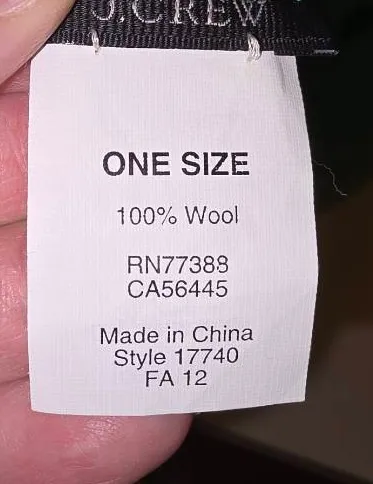 J.CREW
ONE SIZE
100% Wool
RN77388
CA56445
Made in China
Style 17740
FA 12